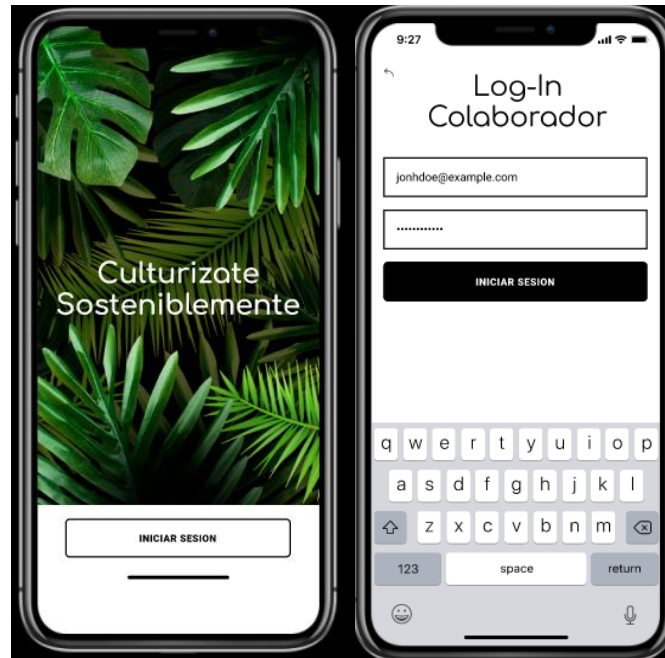 Culturizate
Sosteniblemente
INICIAR SESION
9:27
Log-In
Colaborador
jonhdoe@example.com
............
INICIAR SESION
q w e r t y u i o p
a s d f g h j k l
z x c v b n m
123 space return